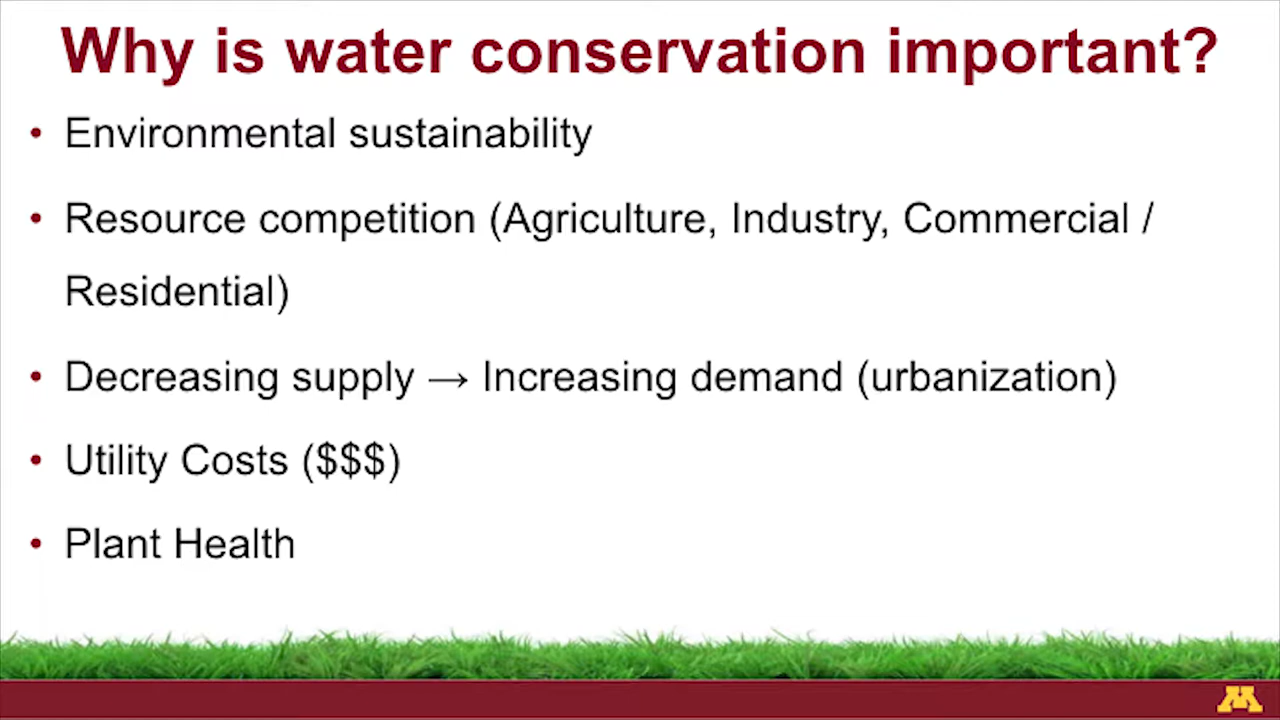 Why is water conservation important?
• Environmental sustainability
• Resource competition (Agriculture, Industry, Commercial /
Residential)
• Decreasing supply → Increasing demand (urbanization)
• Utility Costs ($$$)
• Plant Health
M